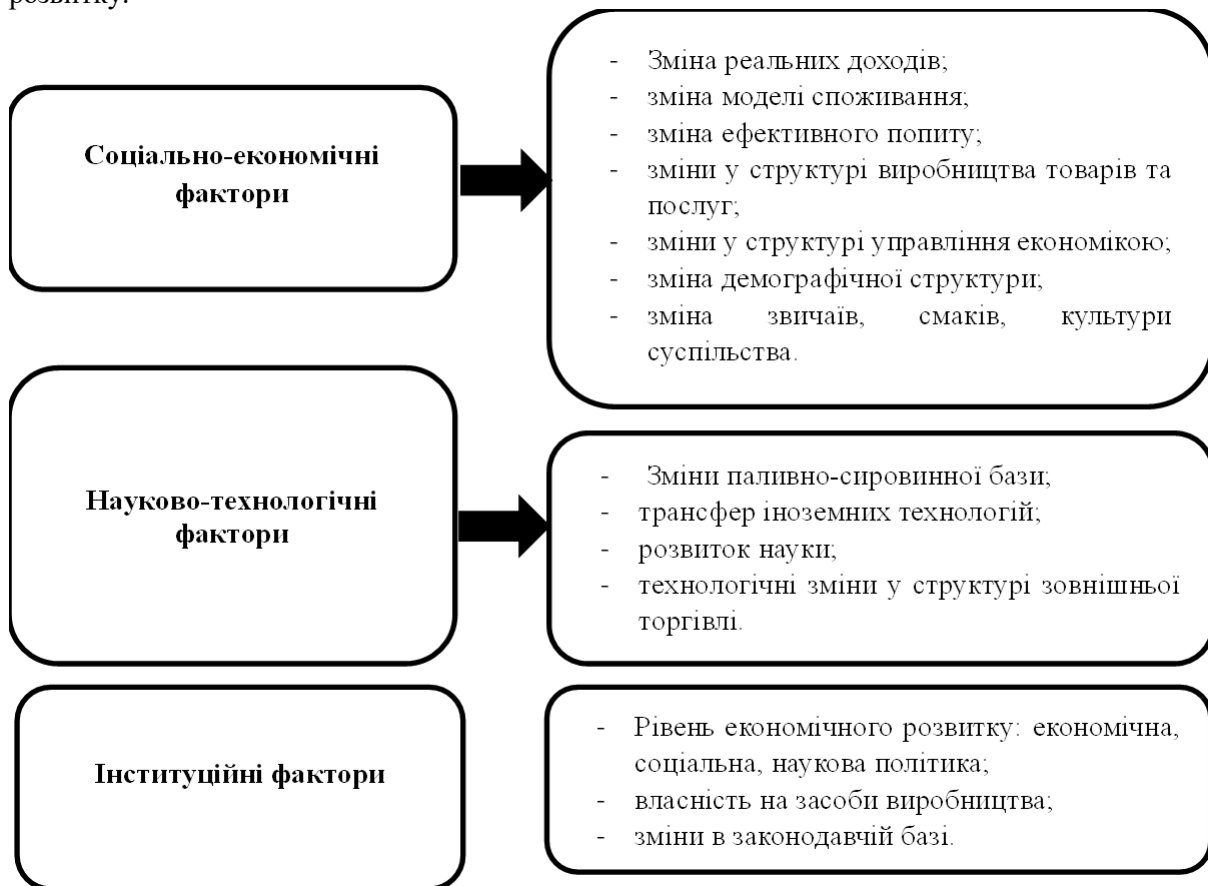 розвитку.
Соціально-економічні
фактори
- Зміна реальних доходів;
- зміна моделі споживання;
- зміна ефективного попиту;
- зміни у структурі виробництва товарів та
послуг;
- зміни у структурі управління економікою;
- зміна демографічної структури;
- зміна звичаїв, смаків, культури
суспільства.
Науково-технологічні
фактори
- Зміни паливно-сировинної бази;
- трансфер іноземних технологій;
- розвиток науки;
- технологічні зміни у структурі зовнішньої
торгівлі.
Інституційні фактори
- Рівень економічного розвитку: економічна,
соціальна, наукова політика;
- власність на засоби виробництва;
- зміни в законодавчій базі.